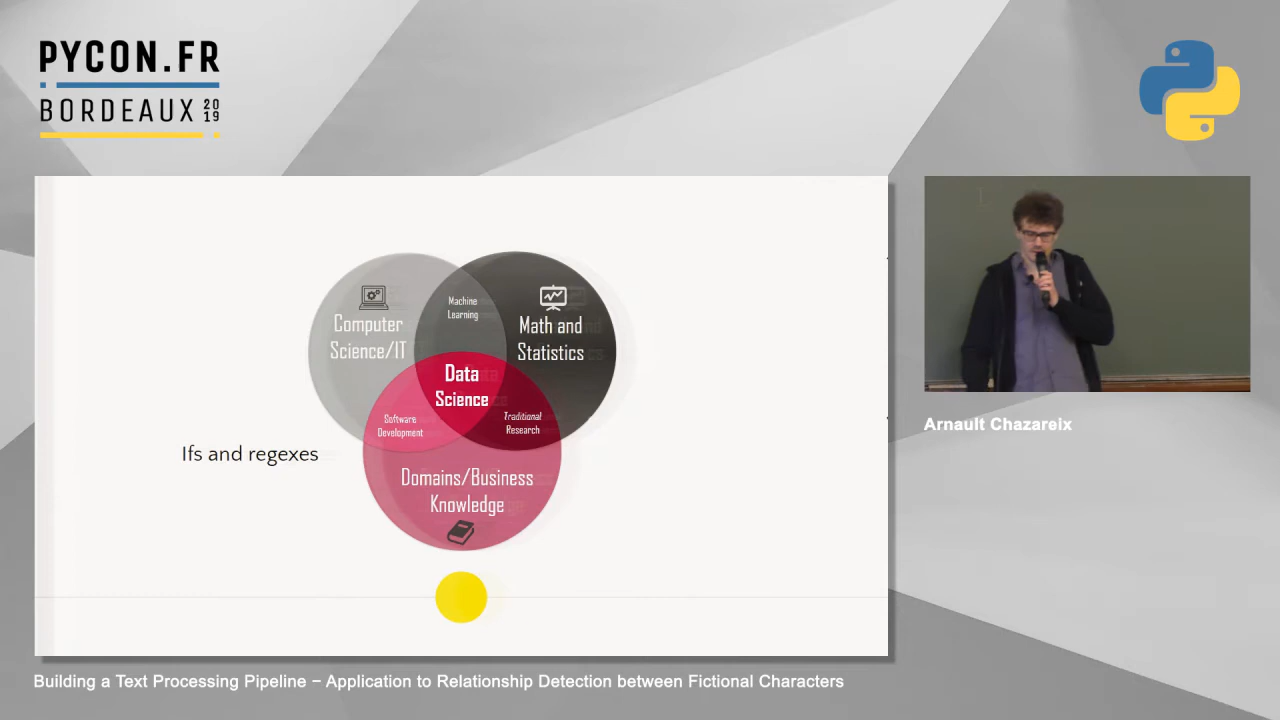 PYCON.FR
BORDEAUX 2019
Machine
Learning
Computer
Science/IT
Math and
Statistics
Data
Science
Software
Development
Traditional
Research
Ifs and regexes
Domains/Business
Knowledge
Arnault Chazareix
Building a Text Processing Pipeline – Application to Relationship Detection between Fictional Characters